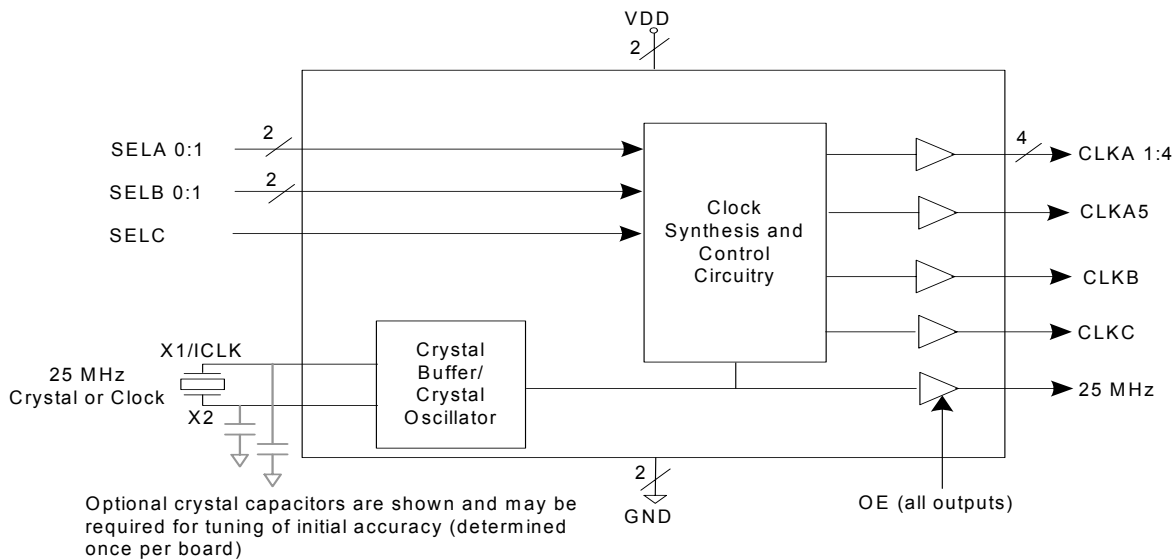 VDD
2
SELA 0:1
2
SELB 0:1
2
SELC
Clock
Synthesis and
Control
Circuitry
4
CLKA 1:4
CLKA5
CLKB
CLKC
25 MHz
X1/ICLK
25 MHz
Crystal or Clock
X2
Crystal
Buffer/
Crystal
Oscillator
2
GND
OE (all outputs)
Optional crystal capacitors are shown and may be
required for tuning of initial accuracy (determined
once per board)